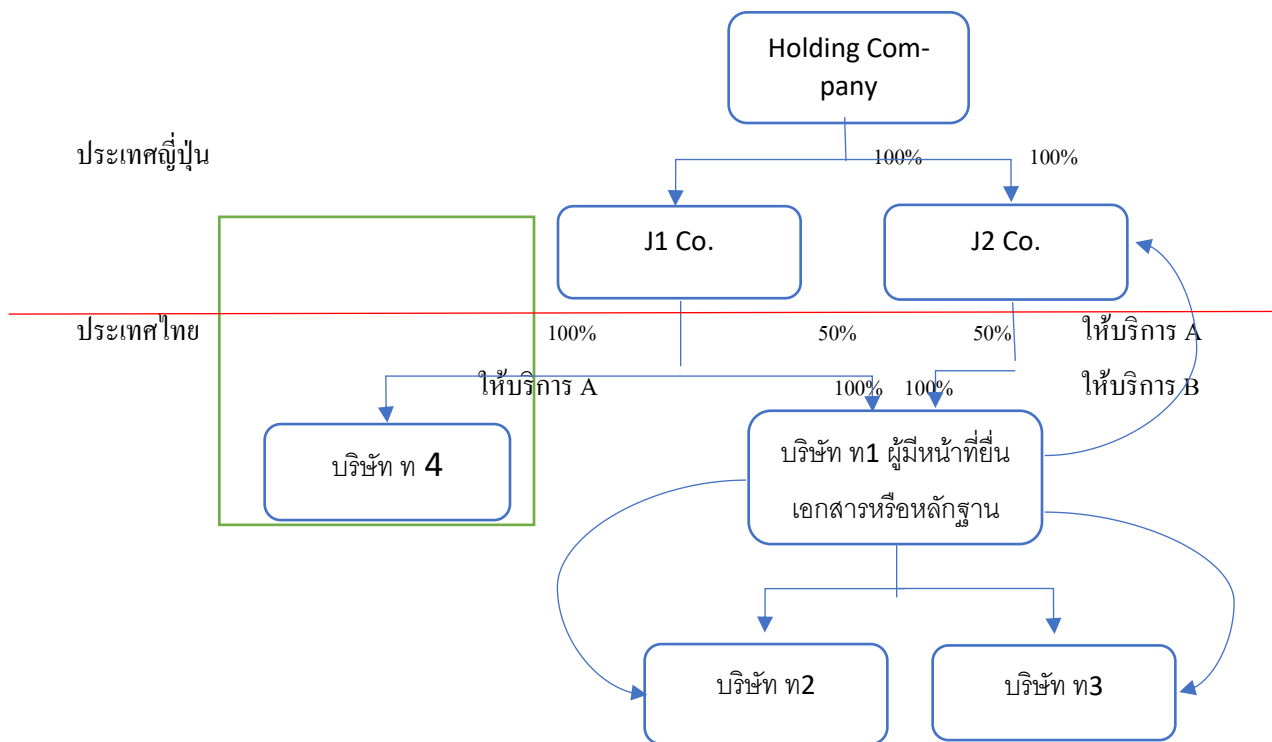 Holding Com-
pany
ประเทศญี่ปุ่น
100%
100%
J1 Co.
J2 Co.
ประเทศไทย
100%
50%
50%
ให้บริการ A
ให้บริการ A
100%
100%
ให้บริการ B
บริษัท ท 4
บริษัท ท1 ผู้มีหน้าที่ยื่น
เอกสารหรือหลักฐาน
บริษัท ท2
บริษัท ท3